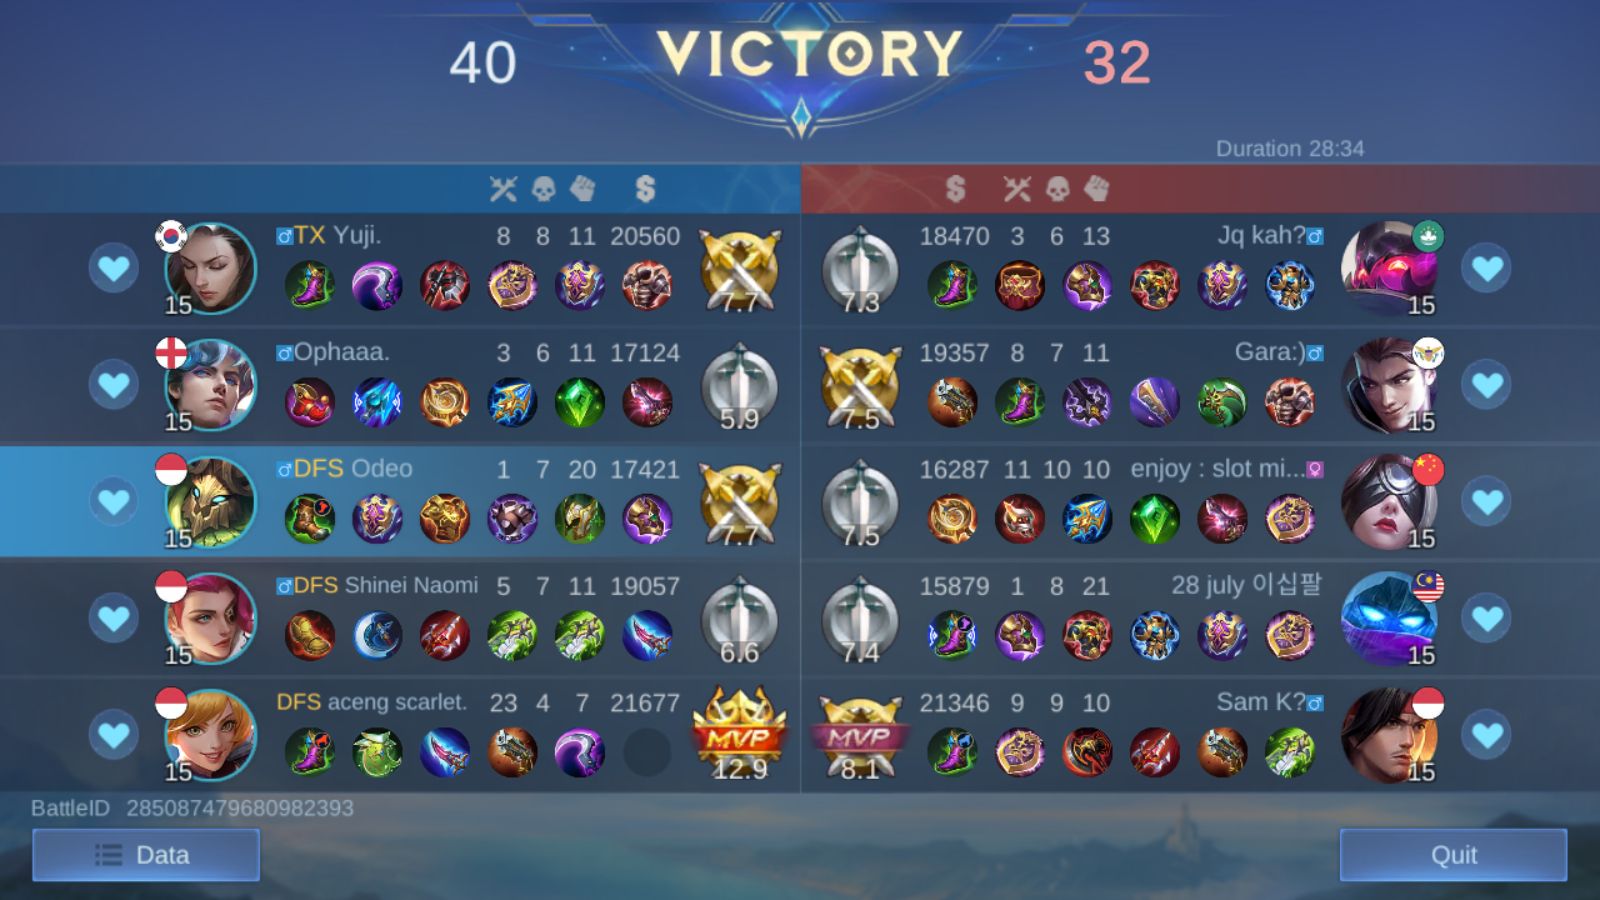 40 VICTORY 32
Duration 28:34
TX Yuji. 8 8 11 20560
15 7.7
18470 3 6 13 Jq kah?
7.3 15
Ophaaa. 3 6 11 17124
15 5.9
19357 8 7 11 Gara:)
7.5 15
DFS Odeo 1 7 20 17421
15 7.7
16287 11 10 10 enjoy : slot mi...
7.5 15
DFS Shinei Naomi 5 7 11 19057
15 6.6
15879 1 8 21 28 july 이십팔
7.4 15
DFS aceng scarlet. 23 4 7 21677
15 MVP 12.9
21346 9 9 10 Sam K?
MVP 8.1 15
BattleID 285087479680982393
Data
Quit